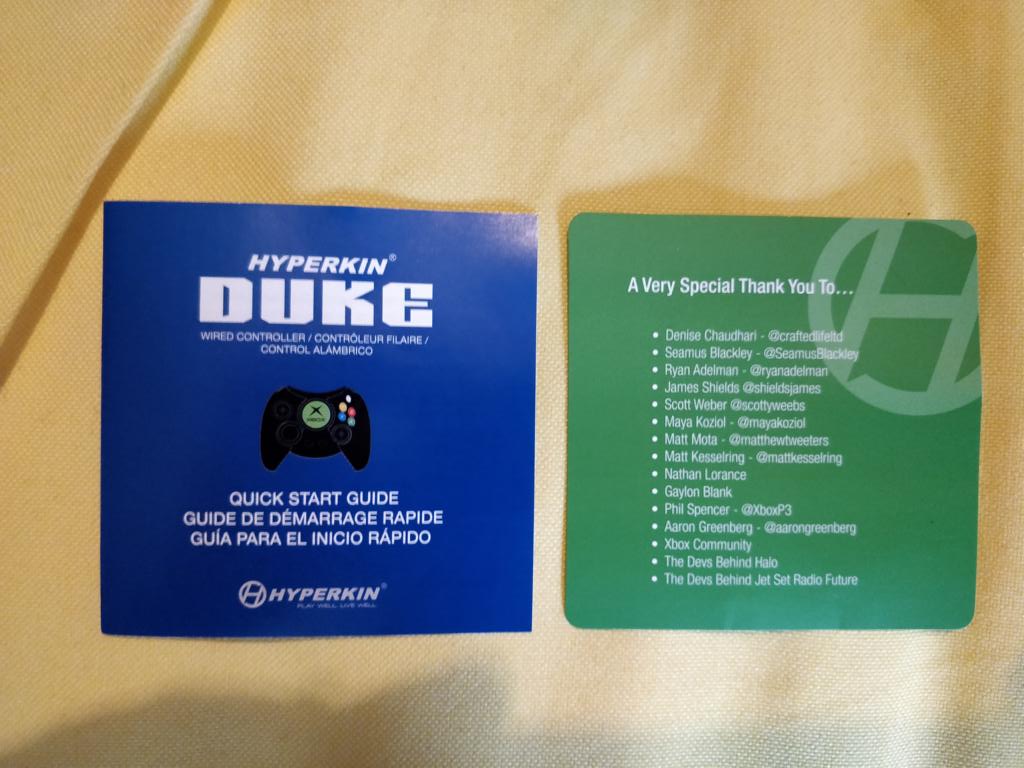 HYPERKIN®
DUKE
WIRED CONTROLLER / CONTRÔLEUR FILAIRE /
CONTROL ALÁMBRICO
XBOX
QUICK START GUIDE
GUIDE DE DÉMARRAGE RAPIDE
GUÍA PARA EL INICIO RÁPIDO
HYPERKIN®
PLAY WELL. LIVE WELL.
A Very Special Thank You To...
• Denise Chaudhari - @craftedlifeltd
• Seamus Blackley - @SeamusBlackley
• Ryan Adelman - @ryanadelman
• James Shields @shieldsjames
• Scott Weber @scottyweebs
• Maya Koziol - @mayakoziol
• Matt Mota - @matthewtweeters
• Matt Kesselring - @mattkesselring
• Nathan Lorance
• Gaylon Blank
• Phil Spencer - @XboxP3
• Aaron Greenberg - @aarongreenberg
• Xbox Community
• The Devs Behind Halo
• The Devs Behind Jet Set Radio Future